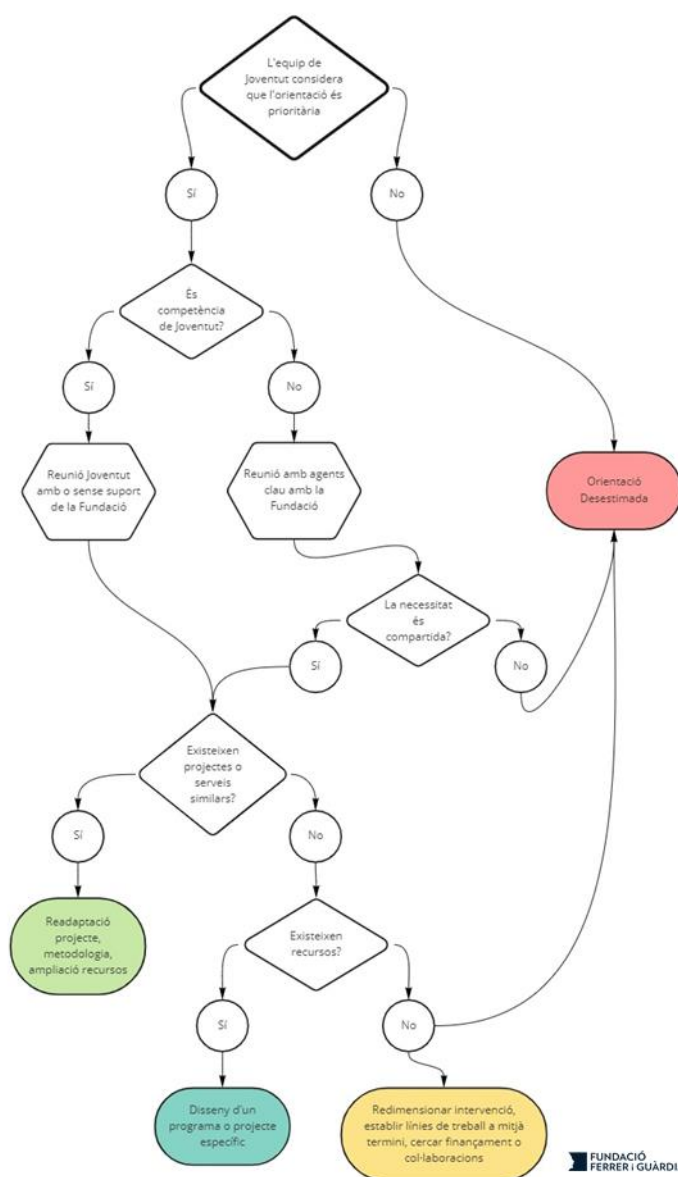 L'equip de
Joventut considera
que l'orientació és
prioritària
Sí
No
És
competència
de Joventut?
Sí
No
Reunió Joventut
amb o sense suport
de la Fundació
Reunió amb agents
clau amb la
Fundació
Orientació
Desestimada
La necessitat
és
compartida?
Sí
No
Existeixen
projectes o
serveis
similars?
Sí
No
Readaptació
projecte,
metodologia,
ampliació recursos
Existeixen
recursos?
Sí
No
Disseny d'un
programa o projecte
específic
Redimensionar intervenció,
establir línies de treball a mitjà
termini, cercar finançament o
col·laboracions
FUNDACIÓ
FERRER i GUÀRDI